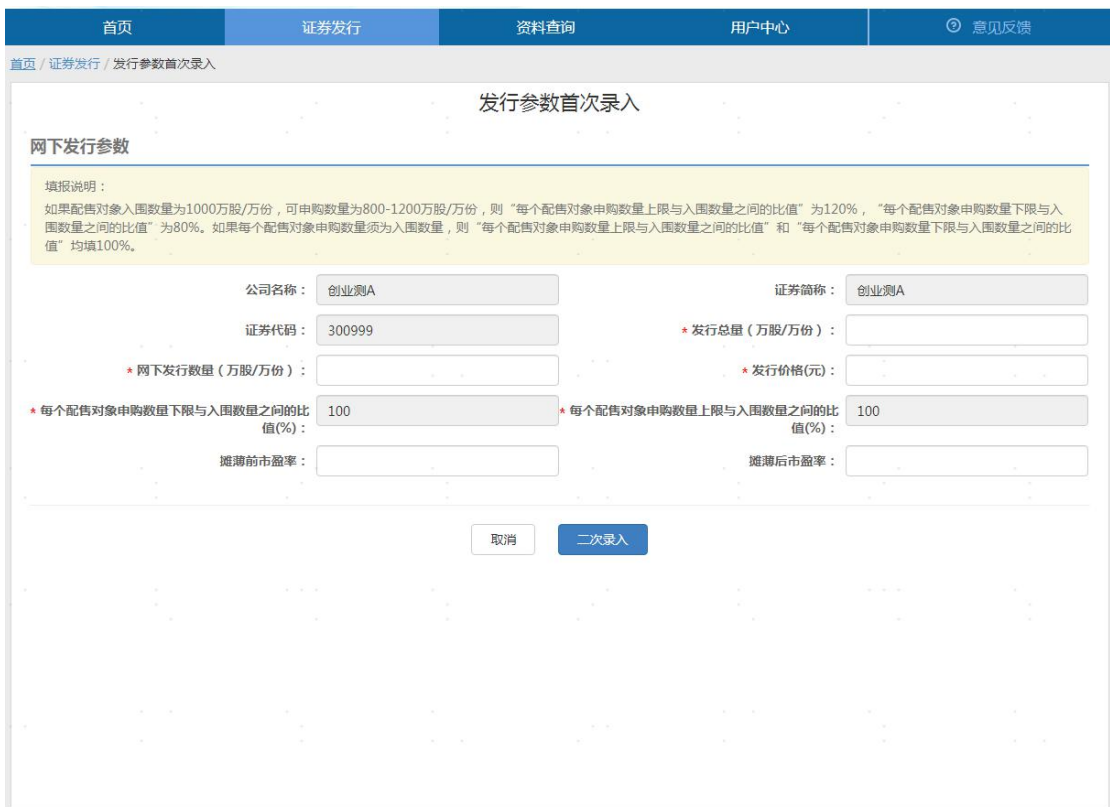 首页 证券发行 资料查询 用户中心 意见反馈
首页 / 证券发行 / 发行参数首次录入
发行参数首次录入
网下发行参数
填报说明：
如果配售对象入围数量为1000万股/万份，可申购数量为800-1200万股/万份，则“每个配售对象申购数量上限与入围数量之间的比值”为120%，“每个配售对象申购数量下限与入
围数量之间的比值”为80%。如果每个配售对象申购数量须为入围数量，则“每个配售对象申购数量上限与入围数量之间的比值”和“每个配售对象申购数量下限与入围数量之间的比
值”均填100%。
公司名称： 创业测A 证券简称： 创业测A
证券代码： 300999 * 发行总量（万股/万份）：
* 网下发行数量（万股/万份）： * 发行价格(元)：
* 每个配售对象申购数量下限与入围数量之间的比 100 * 每个配售对象申购数量上限与入围数量之间的比 100
值(%)： 值(%)：
摊薄前市盈率： 摊薄后市盈率：
取消 二次录入